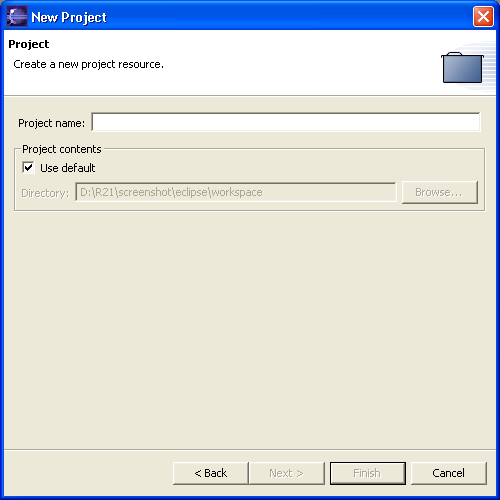 New Project
Project
Create a new project resource.
Project name:
Project contents
Use default
Directory: D:\R21\screenshot\eclipse\workspace Browse...
< Back Next > Finish Cancel